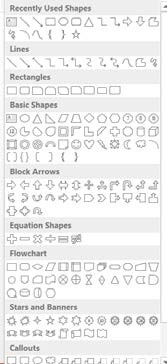 Recently Used Shapes
Lines
Rectangles
Basic Shapes
Block Arrows
Equation Shapes
Flowchart
Stars and Banners
Callouts